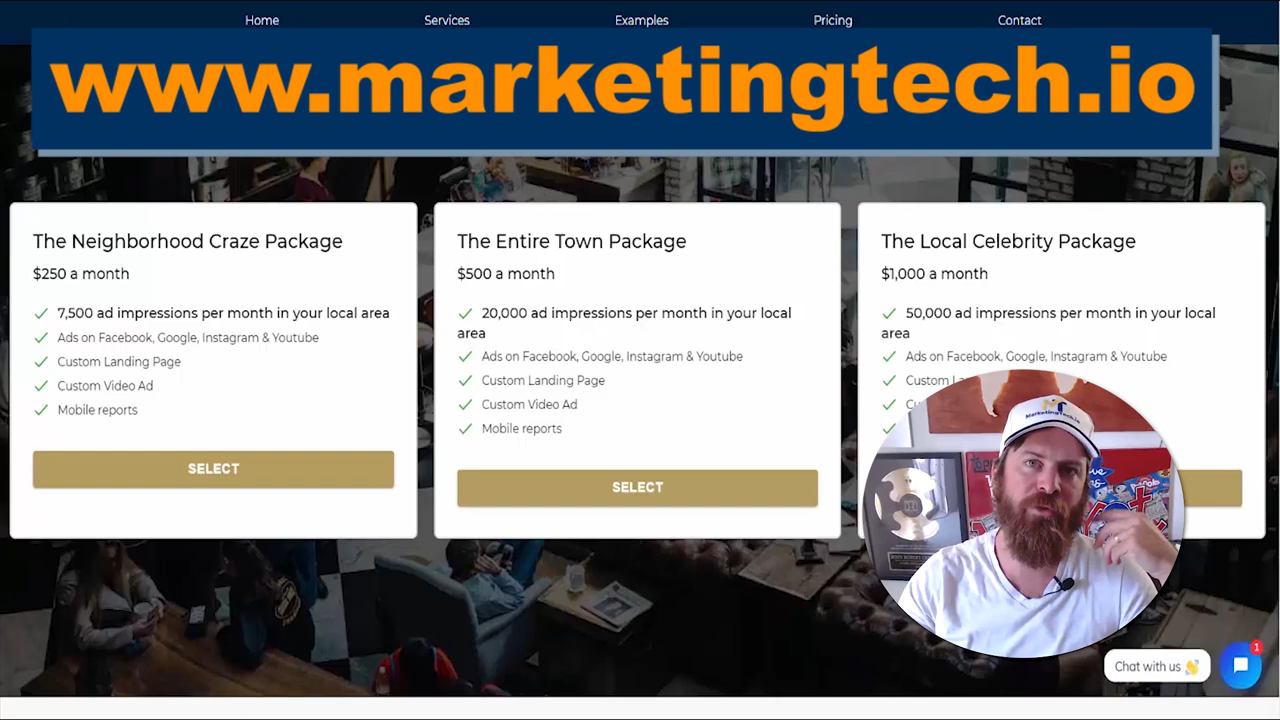 Home
Services
Examples
Pricing
Contact
www.marketingtech.io
The Neighborhood Craze Package
$250 a month
7,500 ad impressions per month in your local area
Ads on Facebook, Google, Instagram & Youtube
Custom Landing Page
Custom Video Ad
Mobile reports
SELECT
The Entire Town Package
$500 a month
20,000 ad impressions per month in your local
area
Ads on Facebook, Google, Instagram & Youtube
Custom Landing Page
Custom Video Ad
Mobile reports
SELECT
The Local Celebrity Package
$1,000 a month
50,000 ad impressions per month in your local
area
Ads on Facebook, Google, Instagram & Youtube
Custom
MarketingTech.io
Chat with us
1